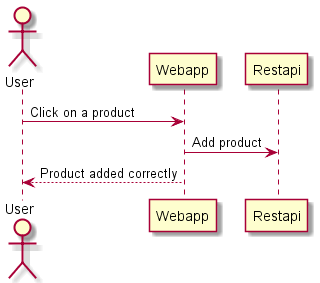 User
Webapp
Restapi
Click on a product
Add product
Product added correctly
User
Webapp
Restapi